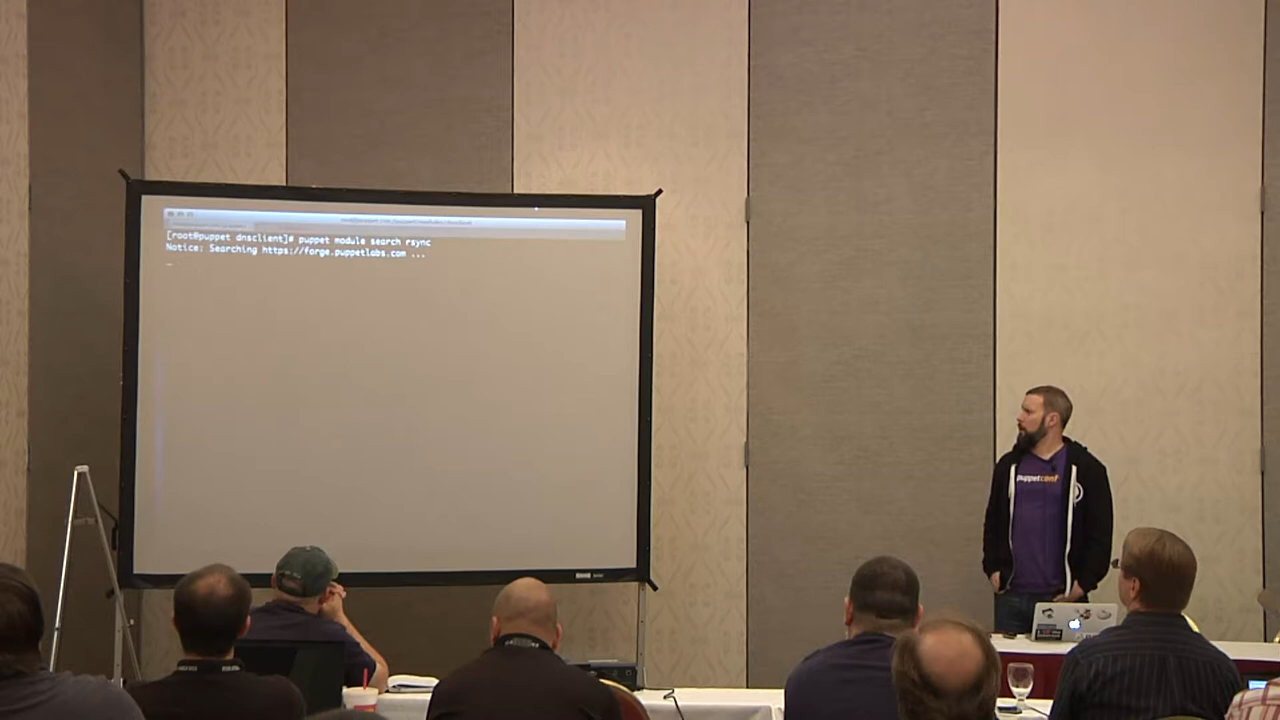 [root@puppet dnsclient]# puppet module search rsync
Notice: Searching https://forge.puppetlabs.com ...
puppetconf